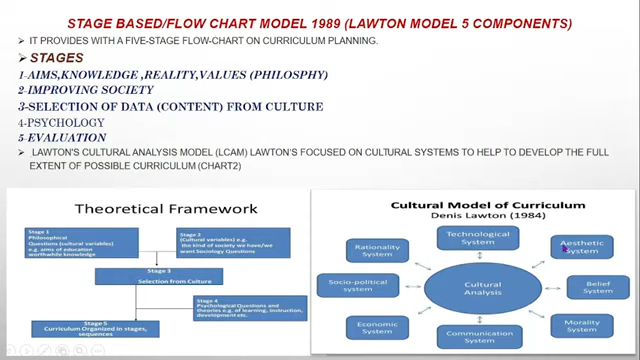 STAGE BASED/FLOW CHART MODEL 1989 (LAWTON MODEL 5 COMPONENTS)
IT PROVIDES WITH A FIVE-STAGE FLOW-CHART ON CURRICULUM PLANNING.
STAGES
1-AIMS,KNOWLEDGE ,REALITY,VALUES (PHILOSPHY)
2-IMPROVING SOCIETY
3-SELECTION OF DATA (CONTENT) FROM CULTURE
4-PSYCHOLOGY
5-EVALUATION
LAWTON'S CULTURAL ANALYSIS MODEL (LCAM) LAWTON'S FOCUSED ON CULTURAL SYSTEMS TO HELP TO DEVELOP THE FULL
EXTENT OF POSSIBLE CURRICULUM (CHART2)
Theoretical Framework
Stage 1
Philosophical
Questions (cultural variables)
e.g. aims of education
worthwhile knowledge
Stage 2
(Cultural variables) e.g.
the kind of society we have/we
want Sociology Questions
Stage 3
Selection from Culture
Stage 4
Psychological Questions and
theories e.g. of learning, instruction,
development etc.
Stage 5
Curriculum Organized in stages,
sequences
Cultural Model of Curriculum
Denis Lawton (1984)
Technological
System
Rationality
System
Aesthetic
System
Socio-political
system
Cultural
Analysis
Belief
System
Economic
System
Communication
System
Morality
System